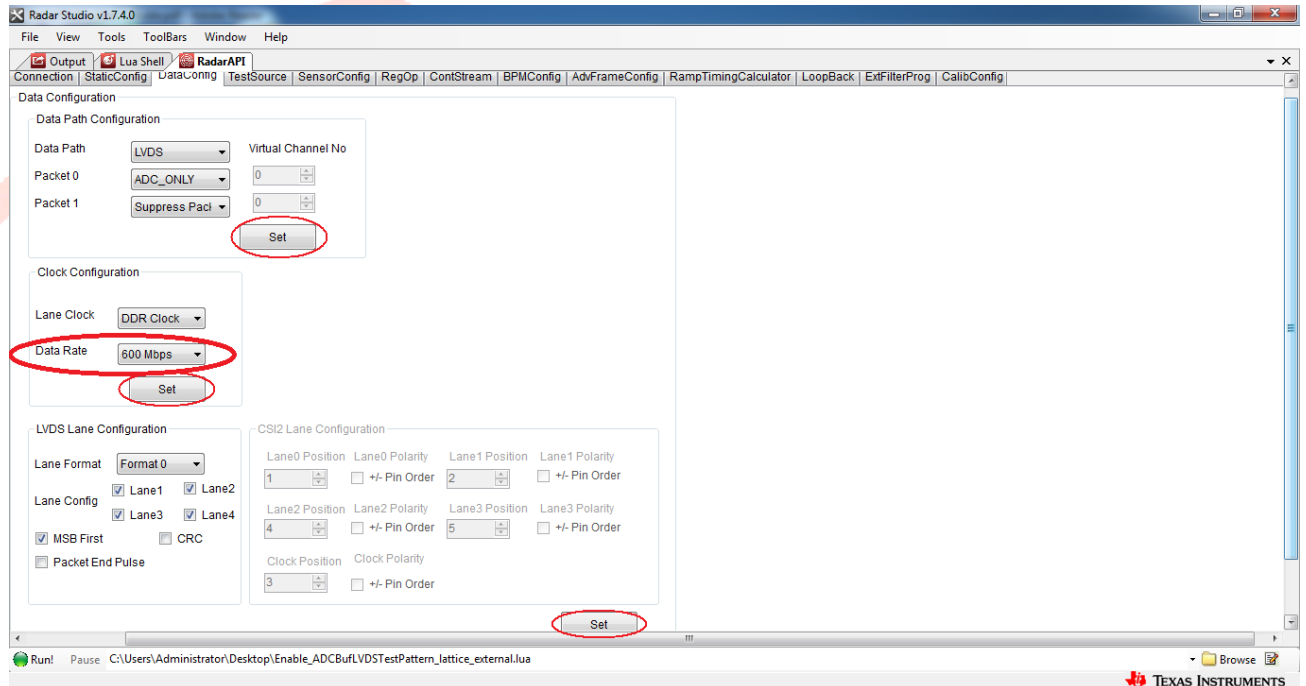 Radar Studio v1.7.4.0
File View Tools ToolBars Window Help
Output Lua Shell RadarAPI
Connection StaticConfig DataConfig TestSource SensorConfig RegOp ContStream BPMConfig AdvFrameConfig RampTimingCalculator LoopBack ExtFilterProg CalibConfig
Data Configuration
Data Path Configuration
Data Path LVDS Virtual Channel No
Packet 0 ADC_ONLY 0
Packet 1 Suppress Pacl 0
Set
Clock Configuration
Lane Clock DDR Clock
Data Rate 600 Mbps
Set
LVDS Lane Configuration
Lane Format Format 0
Lane Config Lane1 Lane2
Lane3 Lane4
MSB First CRC
Packet End Pulse
CSI2 Lane Configuration
Lane0 Position Lane0 Polarity Lane1 Position Lane1 Polarity
1 +/- Pin Order 2 +/- Pin Order
Lane2 Position Lane2 Polarity Lane3 Position Lane3 Polarity
4 +/- Pin Order 5 +/- Pin Order
Clock Position Clock Polarity
3 +/- Pin Order
Set
Run! Pause C:\Users\Administrator\Desktop\Enable_ADCBufLVDSTestPattern_lattice_external.lua Browse
TEXAS INSTRUMENTS